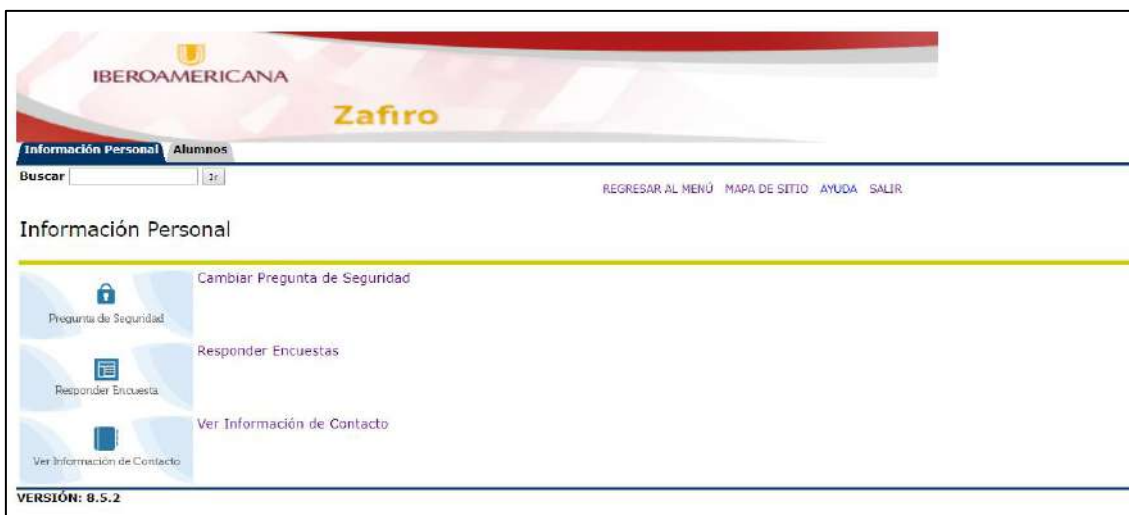 IBEROAMERICANA
Zafiro
Información Personal Alumnos
Buscar Ir
REGRESAR AL MENÚ MAPA DE SITIO AYUDA SALIR
Información Personal
Cambiar Pregunta de Seguridad
Pregunta de Seguridad
Responder Encuestas
Responder Encuesta
Ver Información de Contacto
Ver Información de Contacto
VERSIÓN: 8.5.2